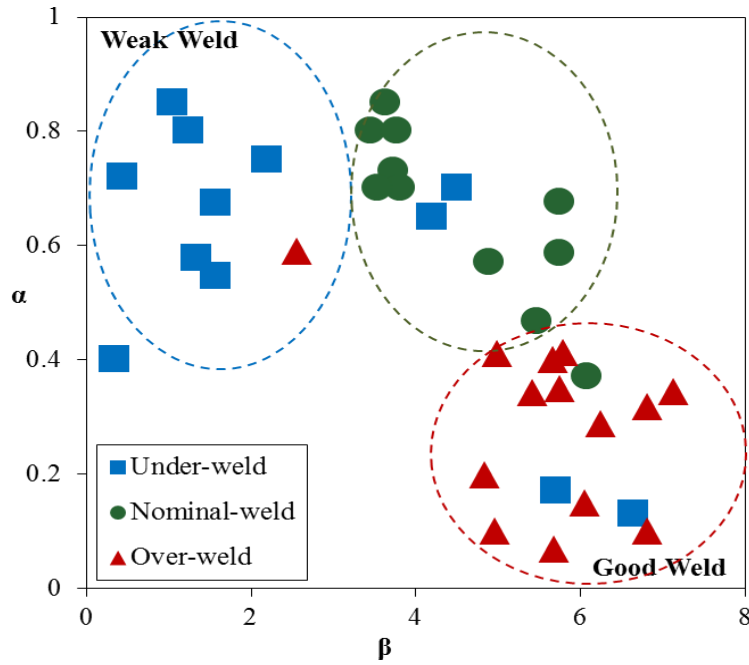 1
Weak Weld
0.8
0.6
α
0.4
Under-weld
Nominal-weld
Over-weld
0.2
Good Weld
0
0 2 4 6 8
β